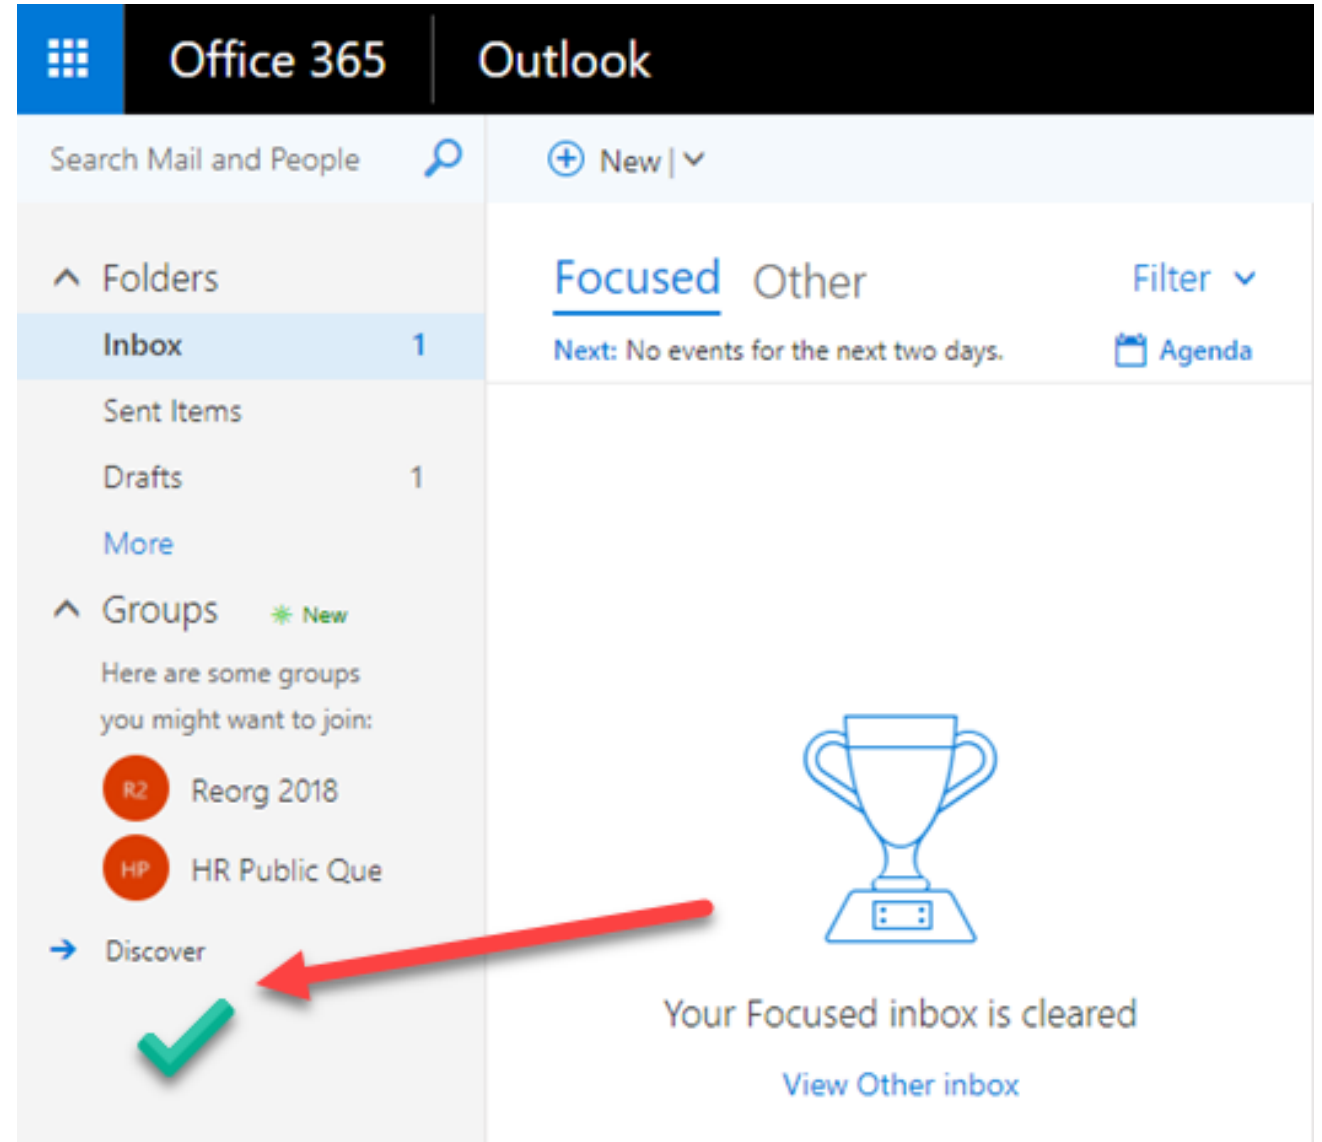 Office 365 Outlook
Search Mail and People
New
Folders
Inbox 1
Sent Items
Drafts 1
More
Groups New
Here are some groups
you might want to join:
R2 Reorg 2018
HP HR Public Que
Discover
Focused Other Filter
Next: No events for the next two days. Agenda
Your Focused inbox is cleared
View Other inbox